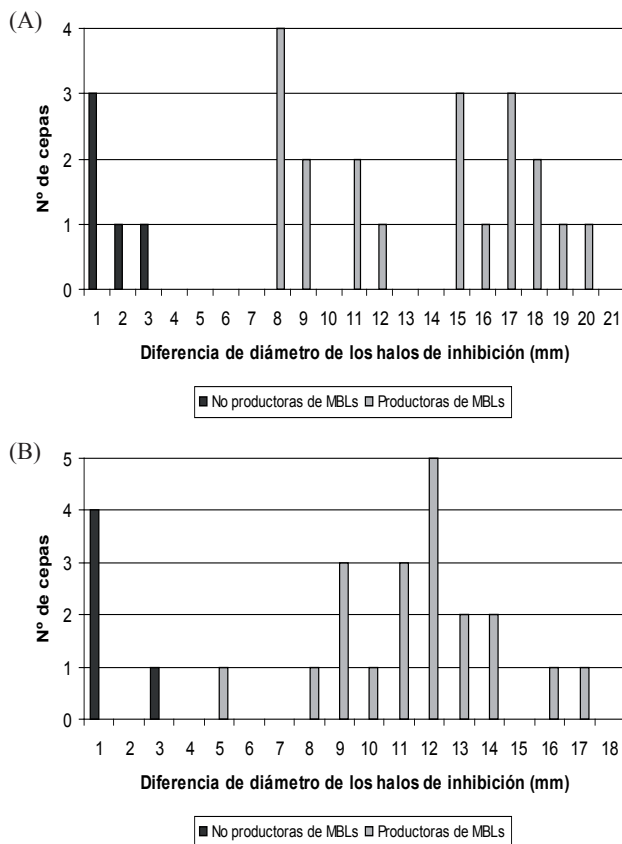 (A)
4
3
2
1
0
Nº de cepas
1 2 3 4 5 6 7 8 9 10 11 12 13 14 15 16 17 18 19 20 21
Diferencia de diámetro de los halos de inhibición (mm)
No productoras de MBLs Productoras de MBLs
(B)
5
4
3
2
1
0
Nº de cepas
1 2 3 4 5 6 7 8 9 10 11 12 13 14 15 16 17 18
Diferencia de diámetro de los halos de inhibición (mm)
No productoras de MBLs Productoras de MBLs